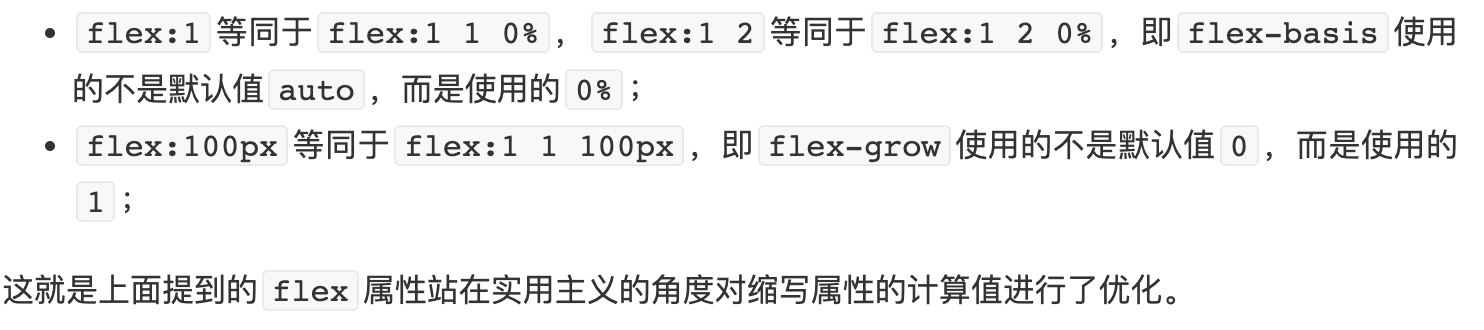 • flex:1 等同于 flex:1 1 0%， flex:1 2 等同于 flex:1 2 0%，即 flex-basis 使用
的不是默认值 auto，而是使用的 0%；
• flex:100px 等同于 flex:1 1 100px，即 flex-grow 使用的不是默认值 0，而是使用的
1；
这就是上面提到的 flex 属性站在实用主义的角度对缩写属性的计算值进行了优化。